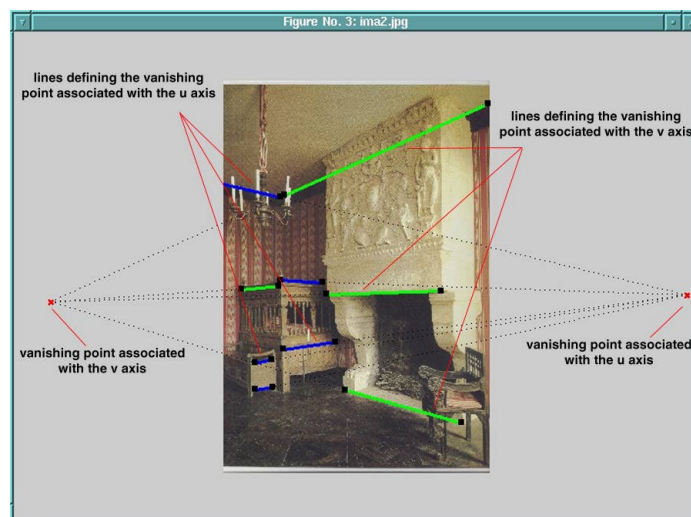 Figure No. 3: ima2.jpg
lines defining the vanishing
point associated with the u axis
lines defining the vanishing
point associated with the v axis
vanishing point associated
with the v axis
vanishing point associated
with the u axis